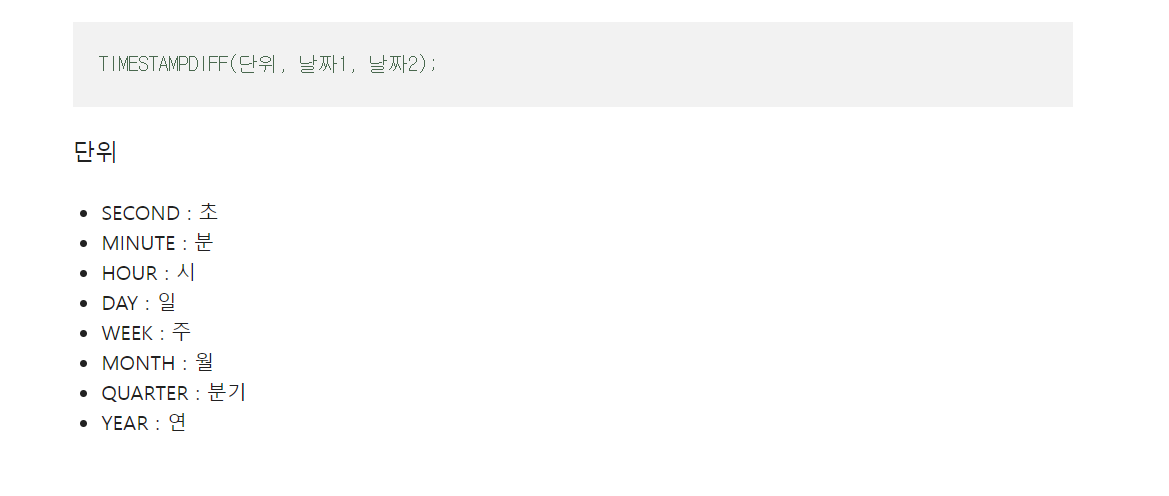 TIMESTAMPDIFF(단위, 날짜1, 날짜2);
단위
• SECOND : 초
• MINUTE : 분
• HOUR : 시
• DAY : 일
• WEEK : 주
• MONTH : 월
• QUARTER : 분기
• YEAR : 연